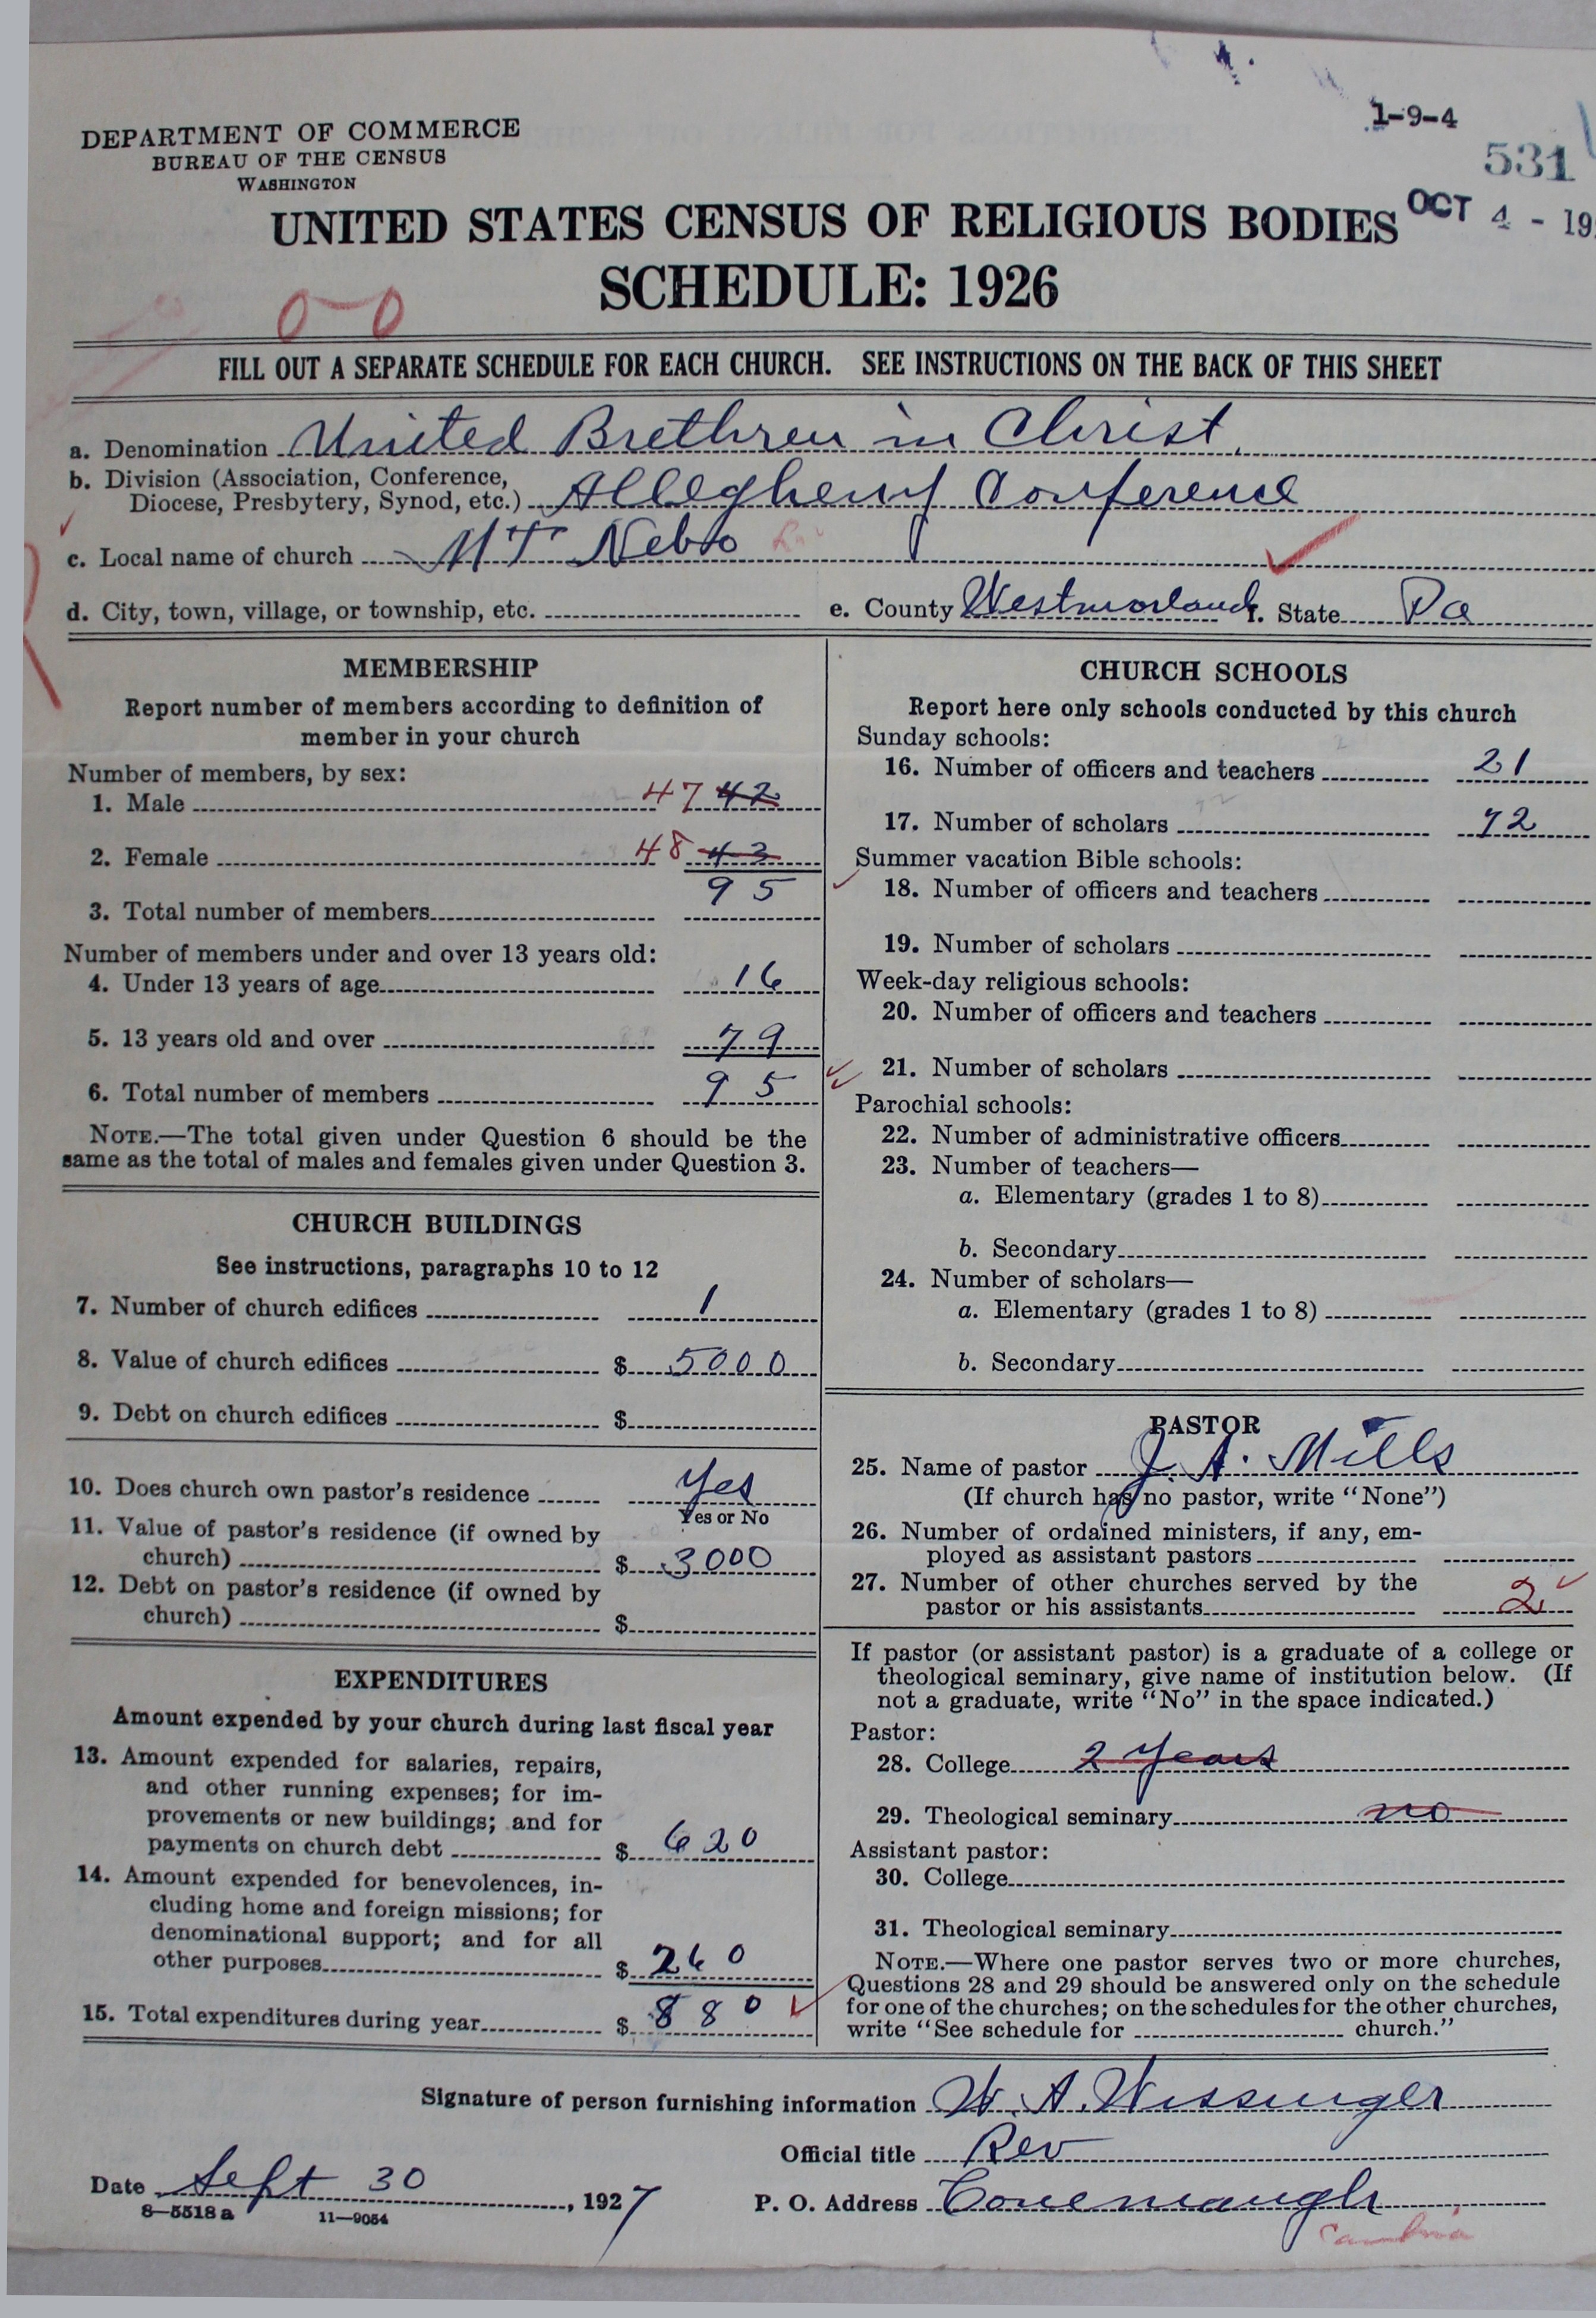 1-9-4
531
OCT 4 - 19
DEPARTMENT OF COMMERCE
BUREAU OF THE CENSUS
WASHINGTON
UNITED STATES CENSUS OF RELIGIOUS BODIES
SCHEDULE: 1926
0-0
FILL OUT A SEPARATE SCHEDULE FOR EACH CHURCH. SEE INSTRUCTIONS ON THE BACK OF THIS SHEET
a. Denomination United Brethren in Christ
b. Division (Association, Conference,
Diocese, Presbytery, Synod, etc.) Allegheny Conference
c. Local name of church MT Nebo
d. City, town, village, or township, etc. e. County Westmorland f. State Pa
MEMBERSHIP
Report number of members according to definition of
member in your church
Number of members, by sex:
1. Male 47 42
2. Female 48 43
3. Total number of members 95
Number of members under and over 13 years old:
4. Under 13 years of age 16
5. 13 years old and over 79
6. Total number of members 95
NOTE.—The total given under Question 6 should be the
same as the total of males and females given under Question 3.
CHURCH BUILDINGS
See instructions, paragraphs 10 to 12
7. Number of church edifices 1
8. Value of church edifices $ 5000
9. Debt on church edifices $
10. Does church own pastor's residence Yes
Yes or No
11. Value of pastor's residence (if owned by
church) $ 3000
12. Debt on pastor's residence (if owned by
church) $
EXPENDITURES
Amount expended by your church during last fiscal year
13. Amount expended for salaries, repairs,
and other running expenses; for im-
provements or new buildings; and for
payments on church debt $ 620
14. Amount expended for benevolences, in-
cluding home and foreign missions; for
denominational support; and for all
other purposes $ 260
15. Total expenditures during year $ 880
CHURCH SCHOOLS
Report here only schools conducted by this church
Sunday schools:
16. Number of officers and teachers 21
17. Number of scholars 72
Summer vacation Bible schools:
18. Number of officers and teachers
19. Number of scholars
Week-day religious schools:
20. Number of officers and teachers
21. Number of scholars
Parochial schools:
22. Number of administrative officers
23. Number of teachers—
a. Elementary (grades 1 to 8)
b. Secondary
24. Number of scholars—
a. Elementary (grades 1 to 8)
b. Secondary
PASTOR
25. Name of pastor J. A. Mills
(If church has no pastor, write "None")
26. Number of ordained ministers, if any, em-
ployed as assistant pastors
27. Number of other churches served by the
pastor or his assistants 2
If pastor (or assistant pastor) is a graduate of a college or
theological seminary, give name of institution below. (If
not a graduate, write "No" in the space indicated.)
Pastor:
28. College 2 years
29. Theological seminary no
Assistant pastor:
30. College
31. Theological seminary
NOTE.—Where one pastor serves two or more churches,
Questions 28 and 29 should be answered only on the schedule
for one of the churches; on the schedules for the other churches,
write "See schedule for church."
Signature of person furnishing information W. A. Wissinger
Official title Rev
Date Sept 30, 1927 P. O. Address Conemaugh
8-5518 a 11-9054
Cambria